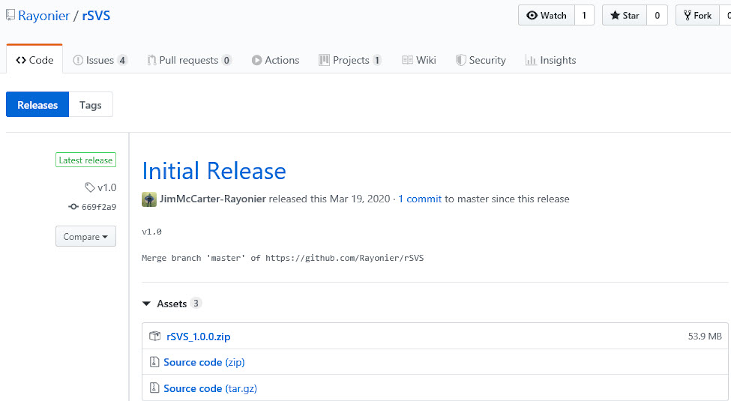 Rayonier / rSVS
Watch 1 Star 0 Fork 0
Code Issues 4 Pull requests 0 Actions Projects 1 Wiki Security Insights
Releases Tags
Latest release
v1.0
669f2a9
Compare
Initial Release
JimMcCarter-Rayonier released this Mar 19, 2020 · 1 commit to master since this release
v1.0
Merge branch 'master' of https://github.com/Rayonier/rSVS
Assets 3
rSVS_1.0.0.zip 53.9 MB
Source code (zip)
Source code (tar.gz)